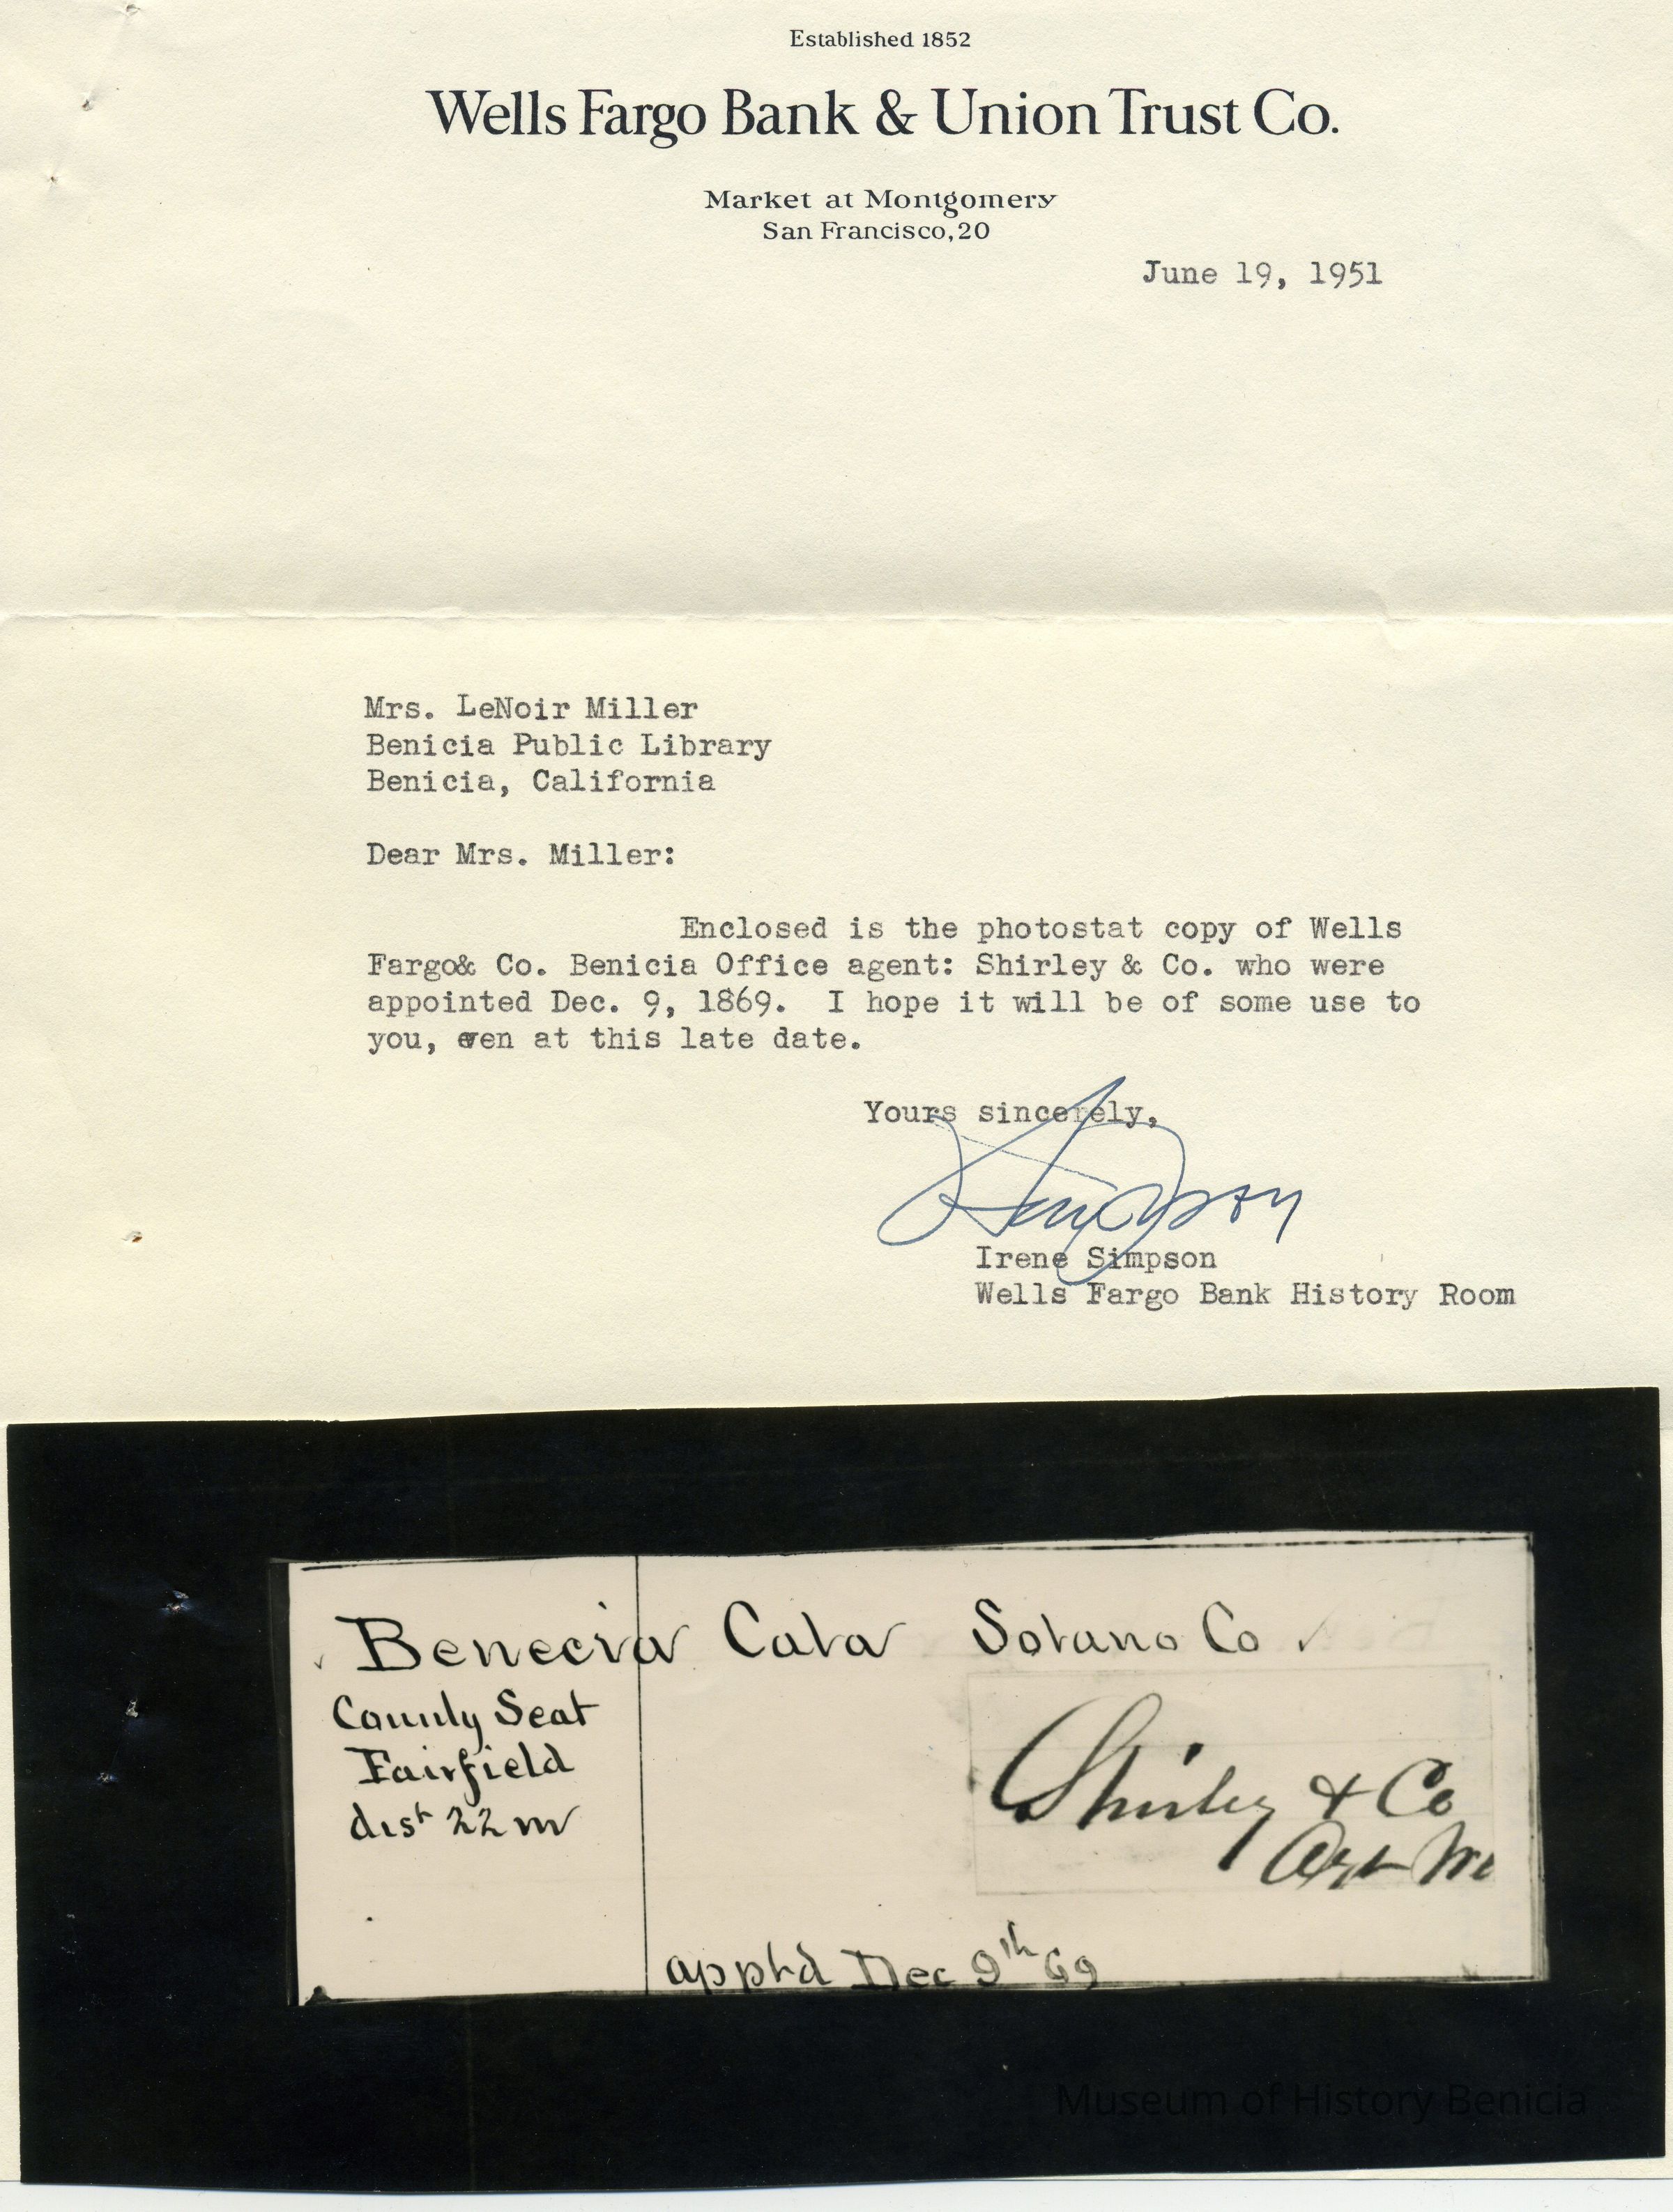 Established 1852
Wells Fargo Bank & Union Trust Co.
Market at Montgomery
San Francisco, 20
June 19, 1951
Mrs. LeNoir Miller
Benicia Public Library
Benicia, California
Dear Mrs. Miller:
Enclosed is the photostat copy of Wells
Fargo& Co. Benicia Office agent: Shirley & Co. who were
appointed Dec. 9, 1869. I hope it will be of some use to
you, even at this late date.
Yours sincerely,
Simpson
Irene Simpson
Wells Fargo Bank History Room
Benecia Cala Solano Co
County Seat
Fairfield
dist 22 m
Shirley & Co
apptd Dec 9th 69
Museum of History Benicia